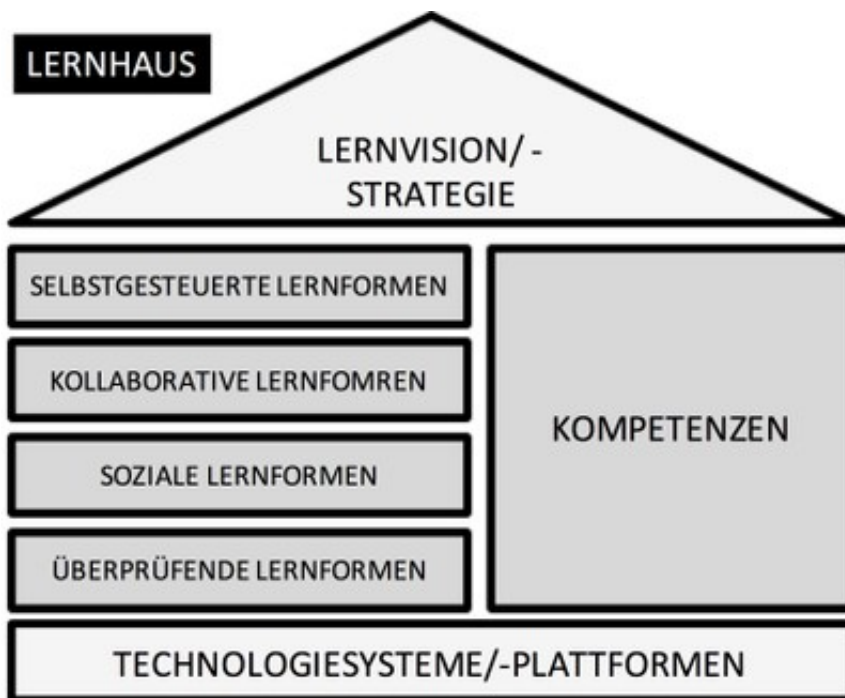 LERNHAUS
LERNVISION/ -
STRATEGIE
SELBSTGESTEUERTE LERNFORMEN
KOLLABORATIVE LERNFOMREN
SOZIALE LERNFORMEN
ÜBERPRÜFENDE LERNFORMEN
KOMPETENZEN
TECHNOLOGIESYSTEME/-PLATTFORMEN